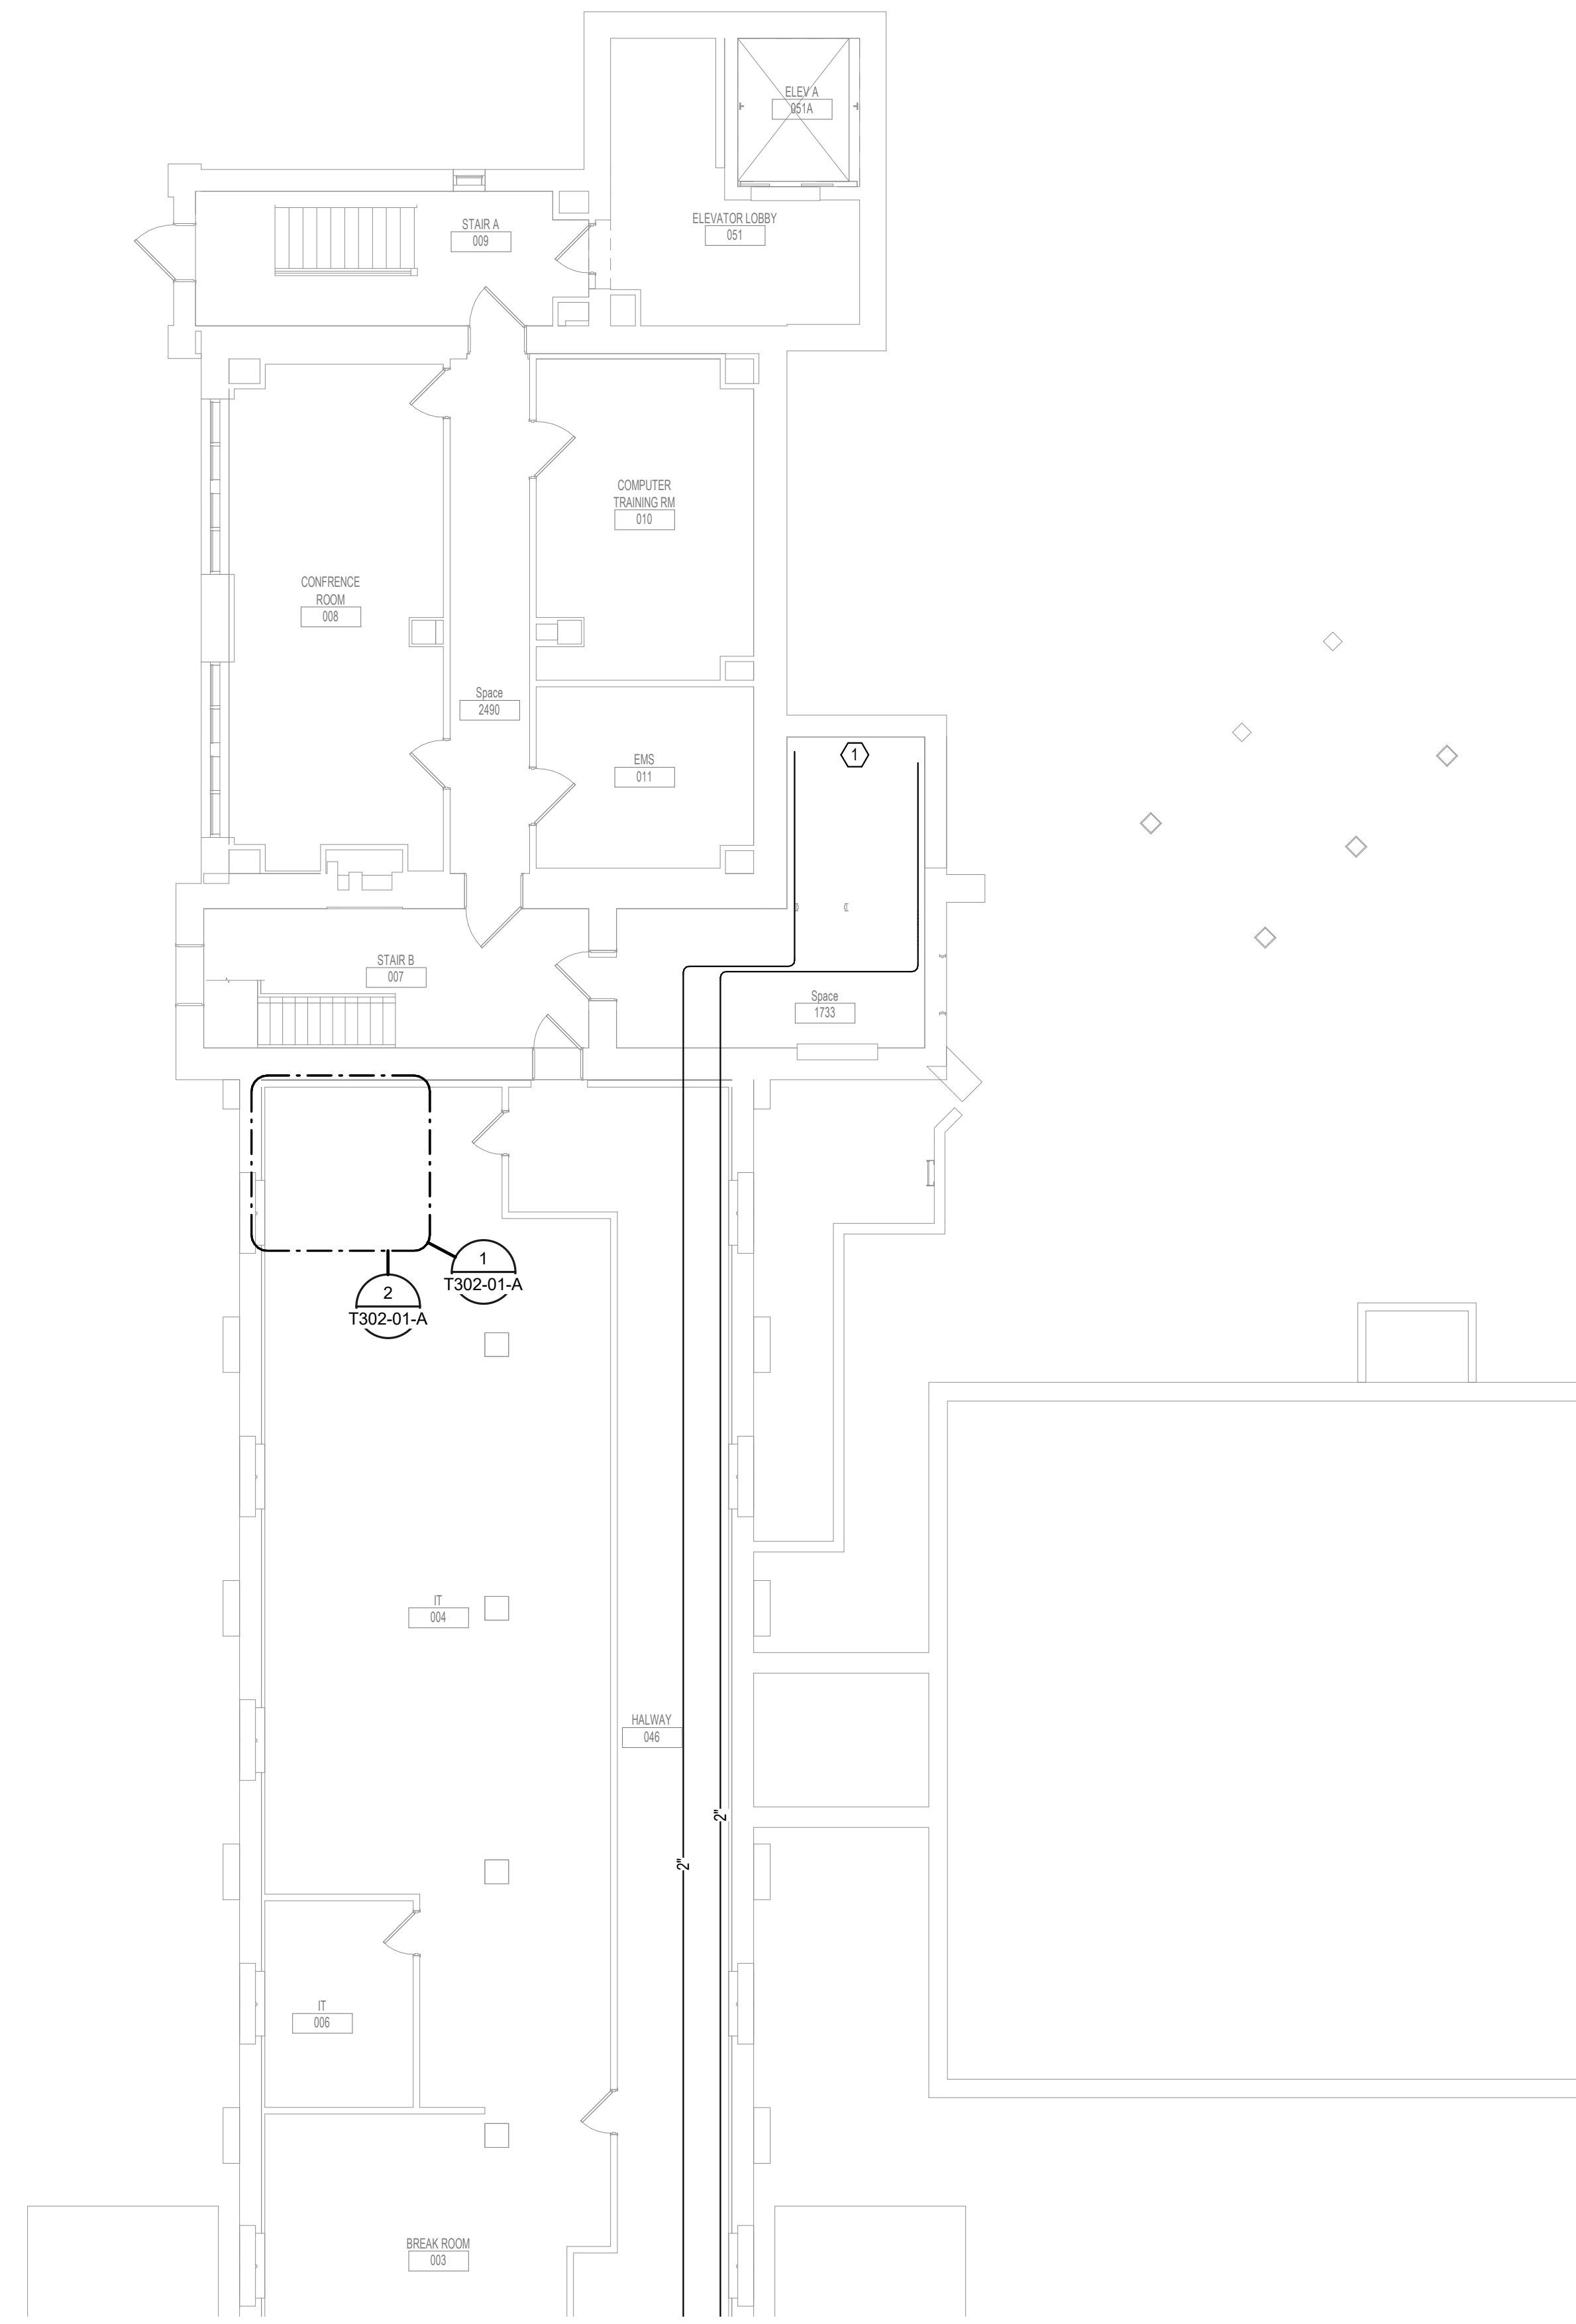 ELEV A
051A
STAIR A
009
ELEVATOR LOBBY
051
COMPUTER
TRAINING RM
010
CONFRENCE
ROOM
008
Space
2490
EMS
011
1
STAIR B
007
Space
1733
1
T302-01-A
2
T302-01-A
IT
004
HALWAY
046
2"
2"
IT
006
BREAK ROOM
003